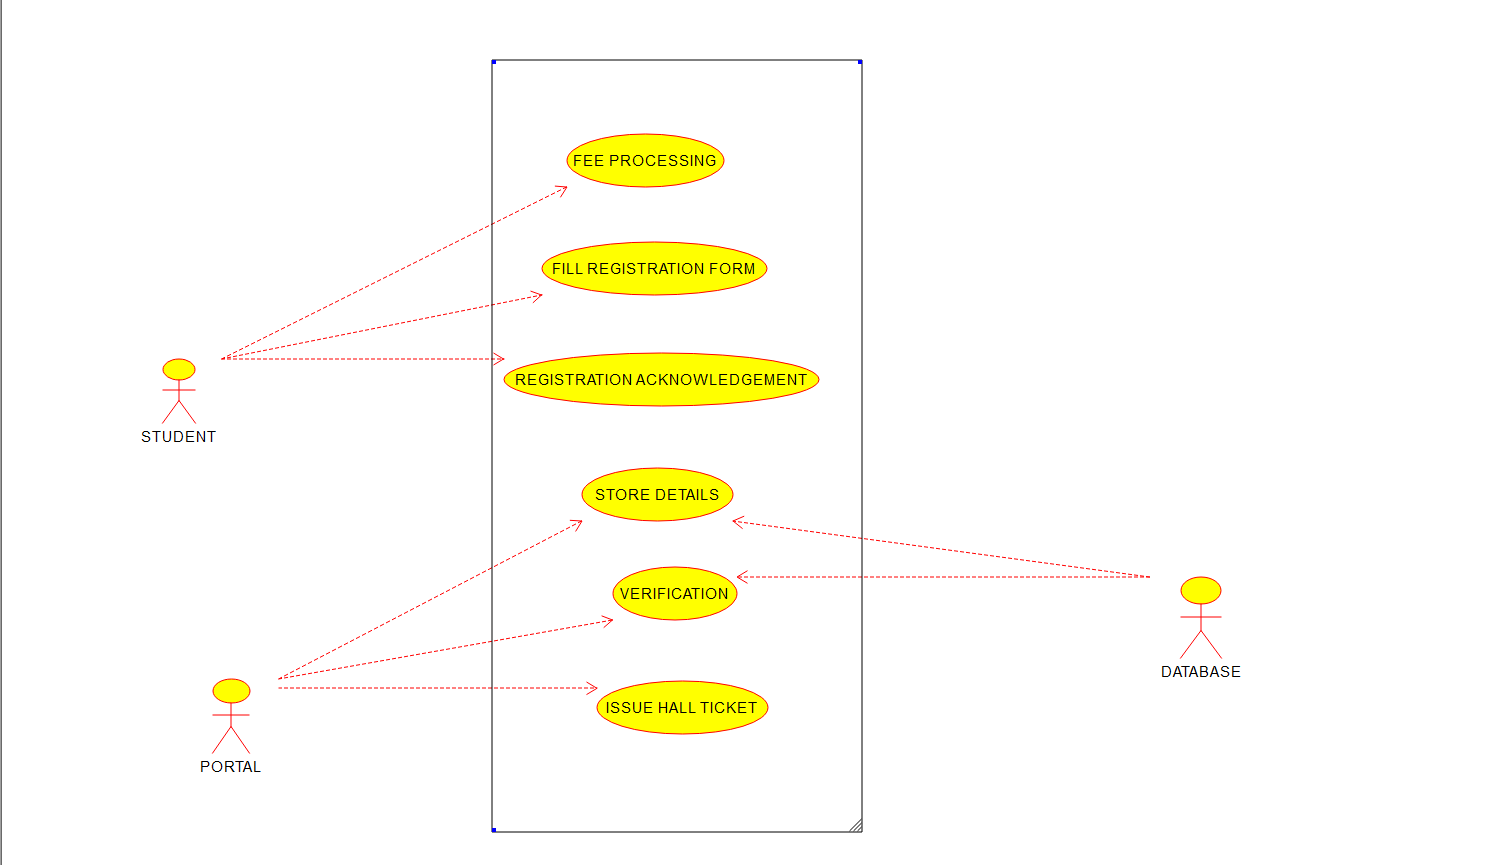 FEE PROCESSING
FILL REGISTRATION FORM
REGISTRATION ACKNOWLEDGEMENT
STUDENT
STORE DETAILS
VERIFICATION
DATABASE
ISSUE HALL TICKET
PORTAL